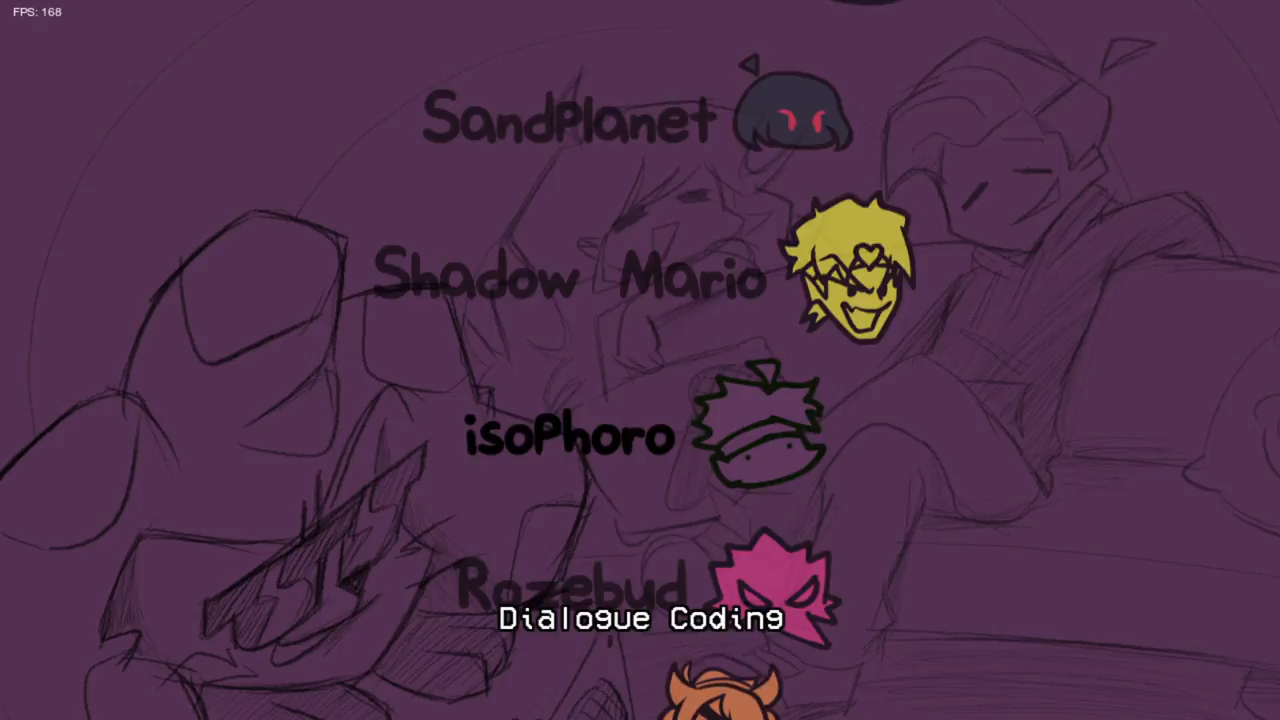 FPS: 168
SandPlanet
Shadow Mario
isoPhoro
Rozebud
Dialogue Coding